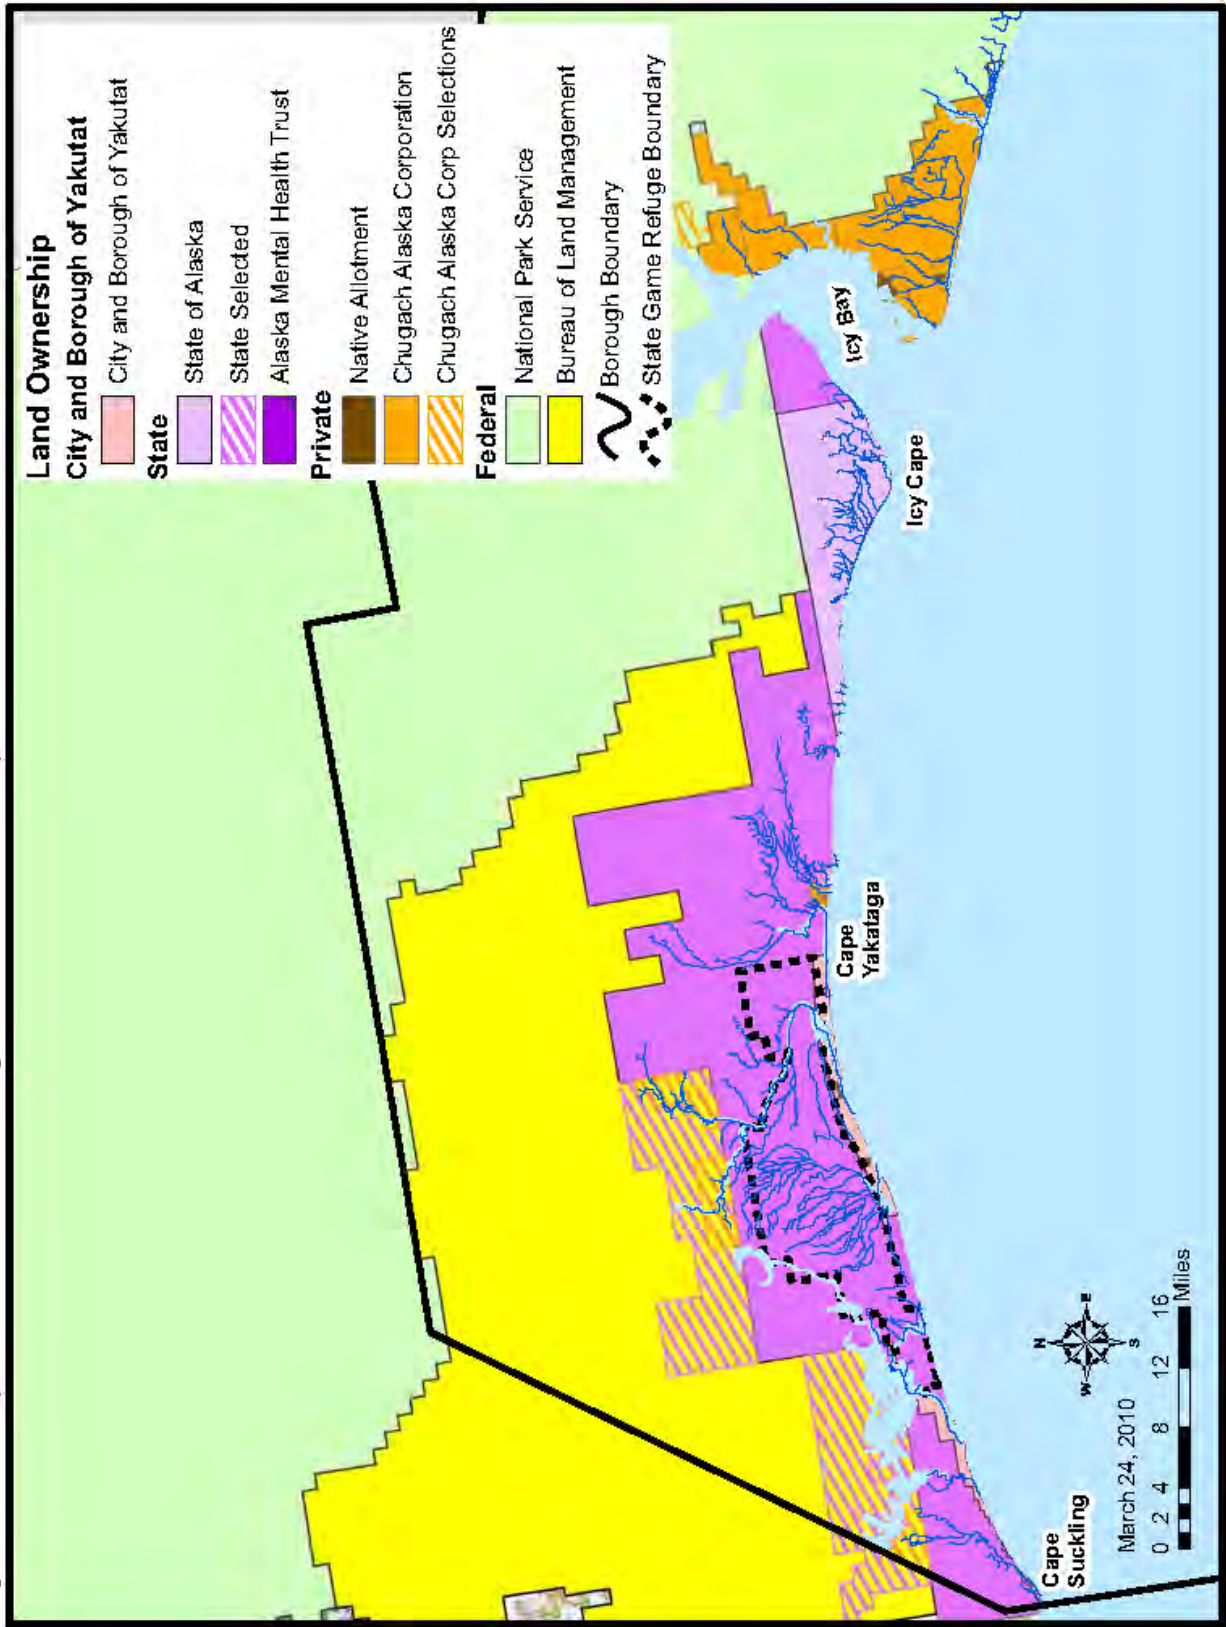 Land Ownership
City and Borough of Yakutat
City and Borough of Yakutat
State
State of Alaska
State Selected
Alaska Mental Health Trust
Private
Native Allotment
Chugach Alaska Corporation
Chugach Alaska Corp Selections
Federal
National Park Service
Bureau of Land Management
Borough Boundary
State Game Refuge Boundary
Icy Bay
Icy Cape
Cape
Yakataga
Cape
Suckling
N
W
E
S
March 24, 2010
0 2 4 8 12 16
Miles